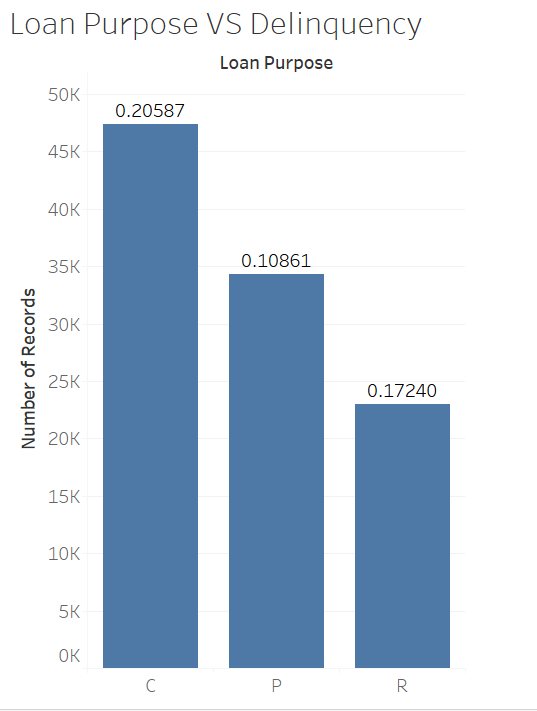 Loan Purpose VS Delinquency
Loan Purpose
50K
45K
40K
35K
30K
25K
20K
15K
10K
5K
0K
Number of Records
0.20587
0.10861
0.17240
C
P
R